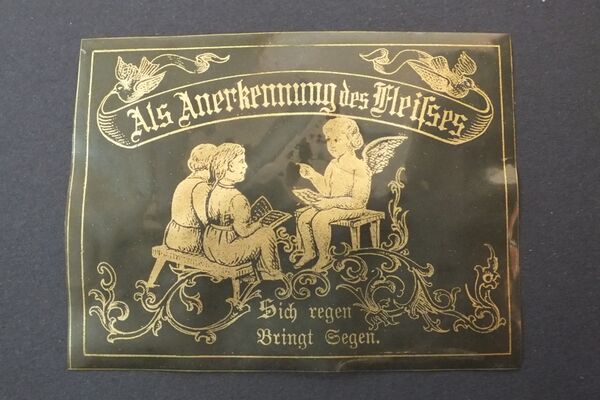 Als Anerkennung des Fleiſses
Sich regen
Bringt Segen.